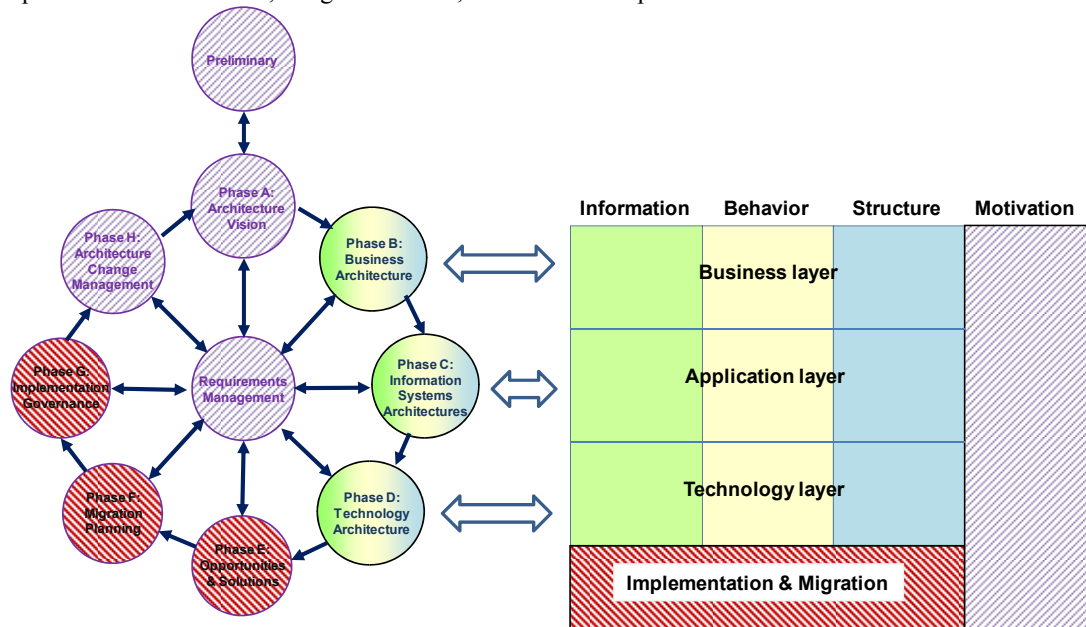 Preliminary
Phase A:
Architecture
Vision
Phase H:
Architecture
Change
Management
Phase B:
Business
Architecture
Phase G:
Implementation
Governance
Requirements
Management
Phase C:
Information
Systems
Architectures
Phase F:
Migration
Planning
Phase D:
Technology
Architecture
Phase E:
Opportunities
& Solutions
Information Behavior Structure Motivation
Business layer
Application layer
Technology layer
Implementation & Migration